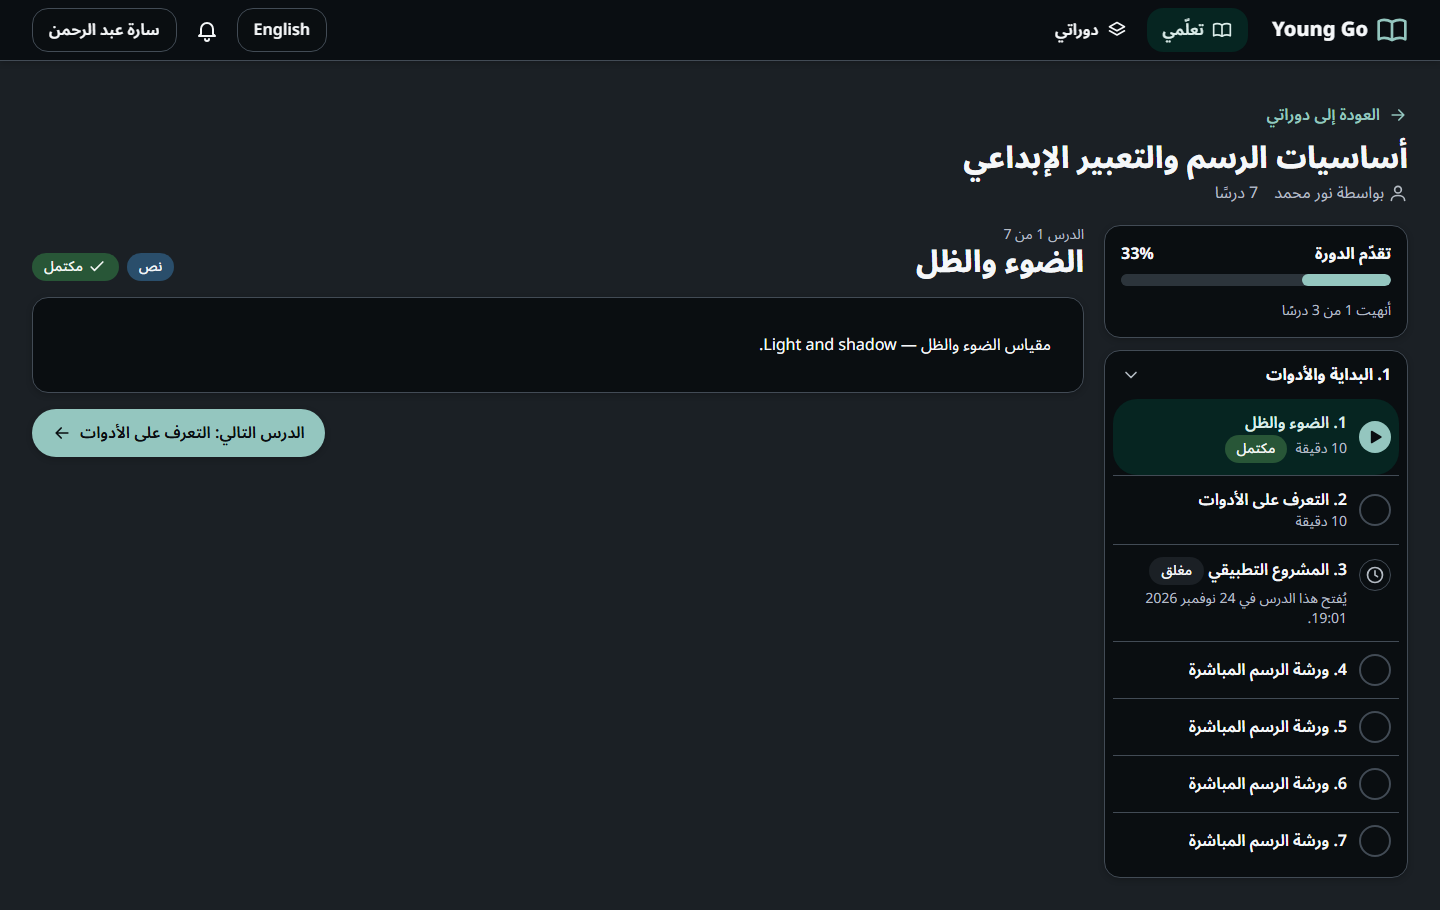 Young Go
تعلّمي
دوراتي
English
سارة عبد الرحمن
العودة إلى دوراتي
أساسيات الرسم والتعبير الإبداعي
بواسطة نور محمد
7 درسًا
تقدّم الدورة
33%
أنهيت 1 من 3 درسًا
1. البداية والأدوات
1. الضوء والظل
10 دقيقة
مكتمل
2. التعرف على الأدوات
10 دقيقة
3. المشروع التطبيقي
مغلق
يُفتح هذا الدرس في 24 نوفمبر 2026
19:01.
4. ورشة الرسم المباشرة
5. ورشة الرسم المباشرة
6. ورشة الرسم المباشرة
7. ورشة الرسم المباشرة
الدرس 1 من 7
الضوء والظل
نص
مكتمل
مقياس الضوء والظل — Light and shadow.
الدرس التالي: التعرف على الأدوات